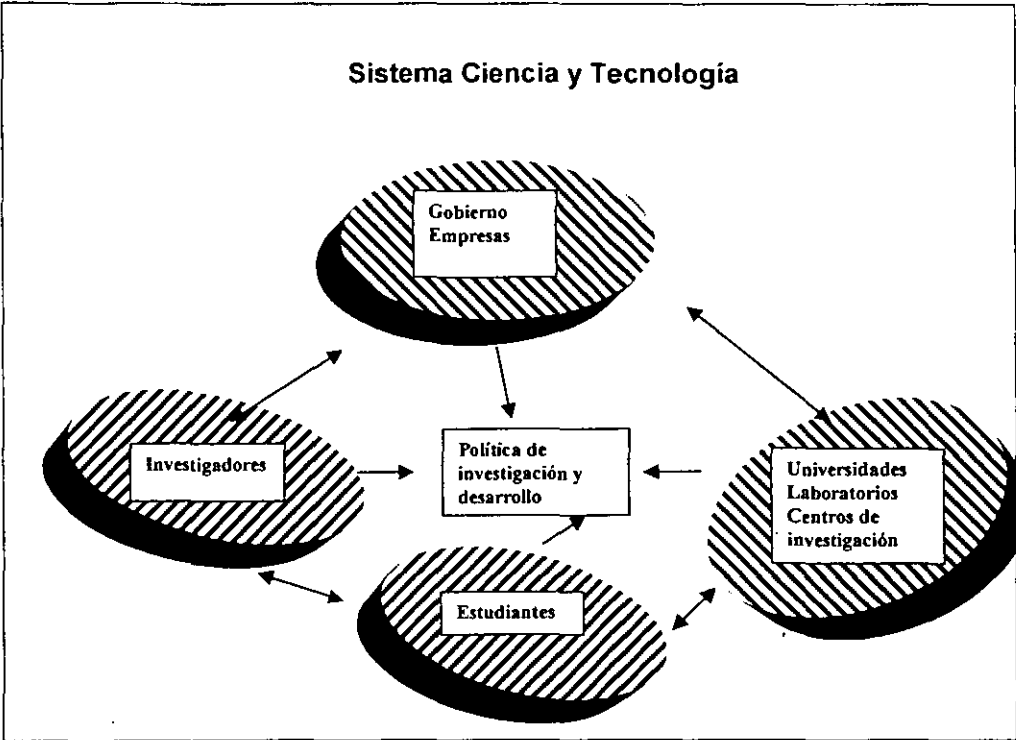 Sistema Ciencia y Tecnología
Gobierno
Empresas
Investigadores
Política de
investigación y
desarrollo
Universidades
Laboratorios
Centros de
investigación
Estudiantes